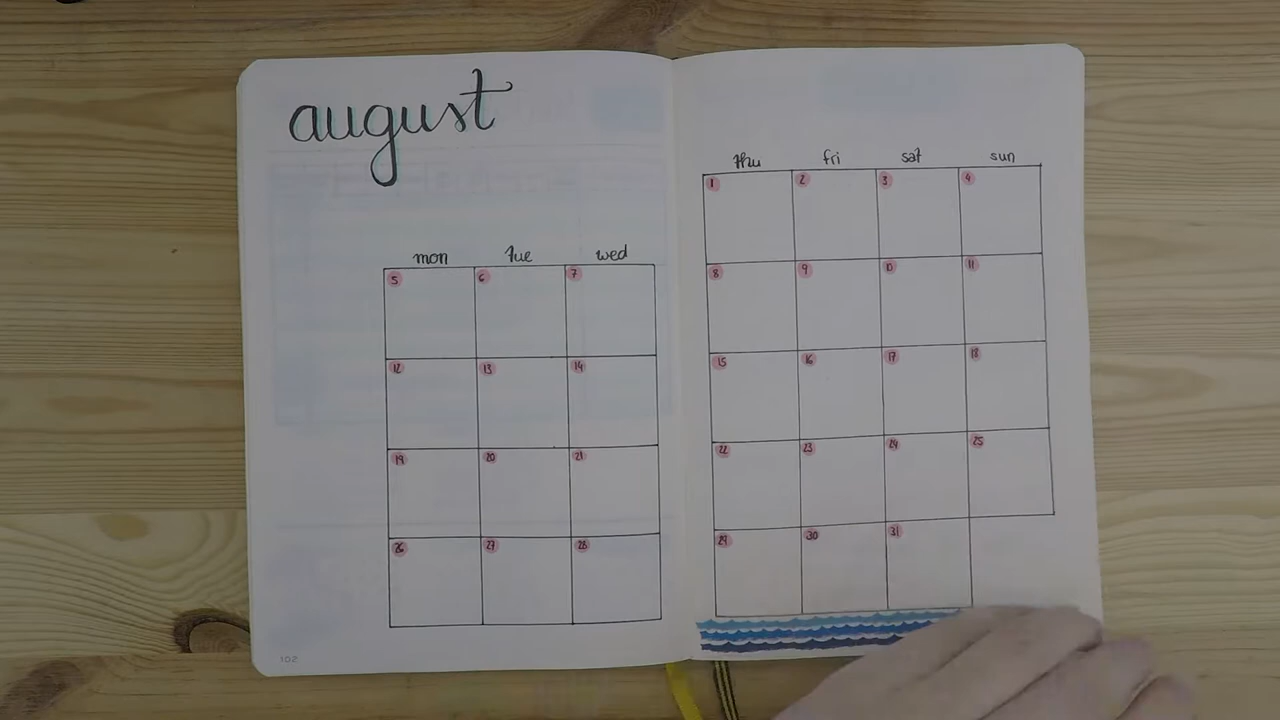 august
mon tue wed
5 6 7
12 13 14
19 20 21
26 27 28
102
thu fri sat sun
1 2 3 4
8 9 10 11
15 16 17 18
22 23 24 25
29 30 31